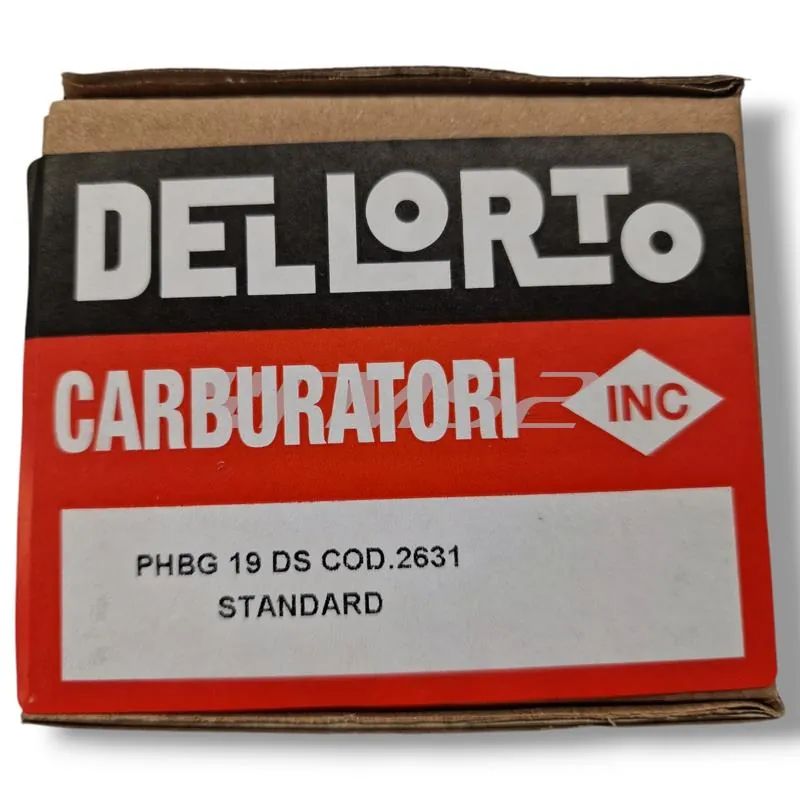 DELLORTO
CARBURATORI
INC
PHBG 19 DS COD.2631
STANDARD